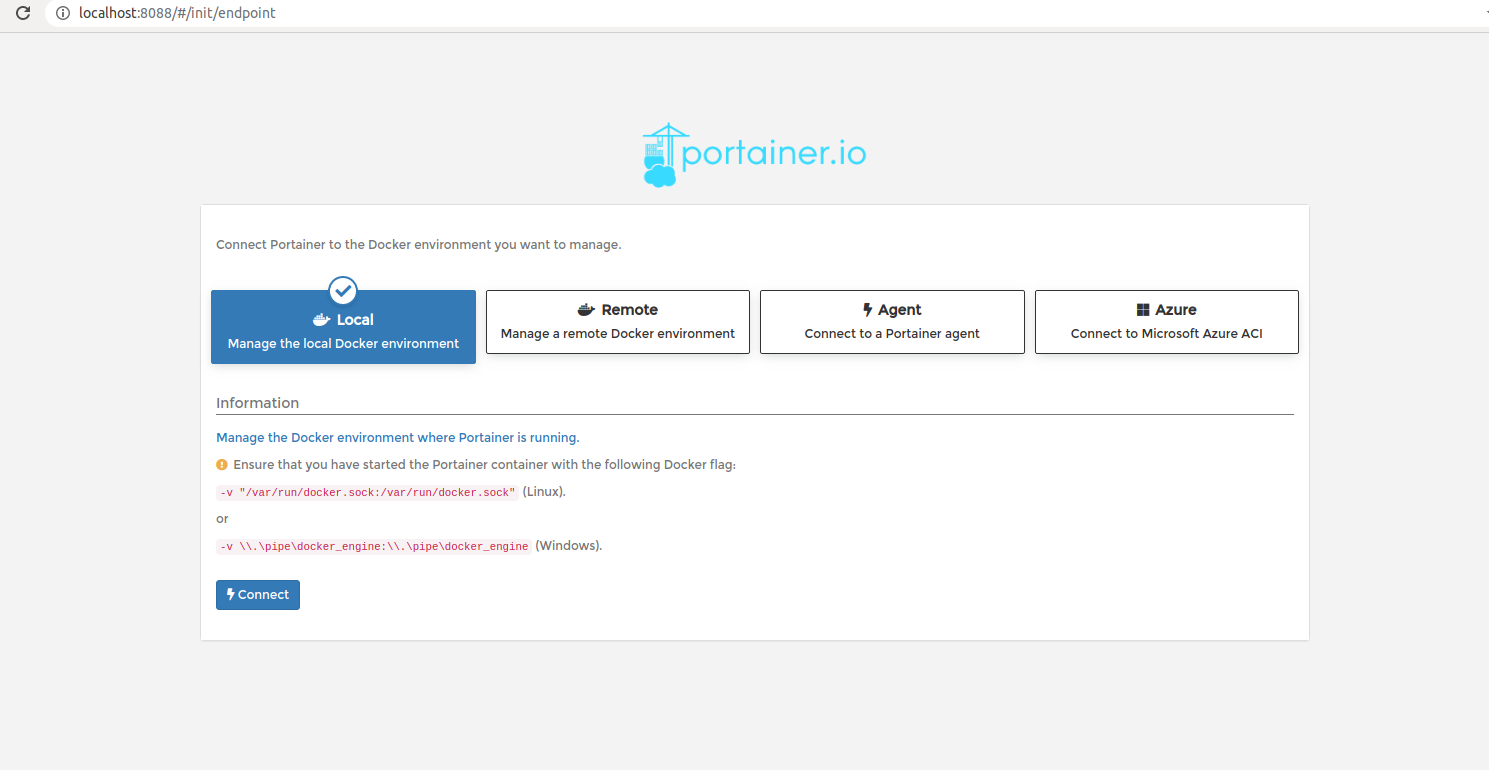 localhost:8088/#/init/endpoint
portainer.io
Connect Portainer to the Docker environment you want to manage.
Local
Manage the local Docker environment
Remote
Manage a remote Docker environment
Agent
Connect to a Portainer agent
Azure
Connect to Microsoft Azure ACI
Information
Manage the Docker environment where Portainer is running.
Ensure that you have started the Portainer container with the following Docker flag:
-v "/var/run/docker.sock:/var/run/docker.sock" (Linux).
or
-v \\.\pipe\docker_engine:\\.\pipe\docker_engine (Windows).
Connect